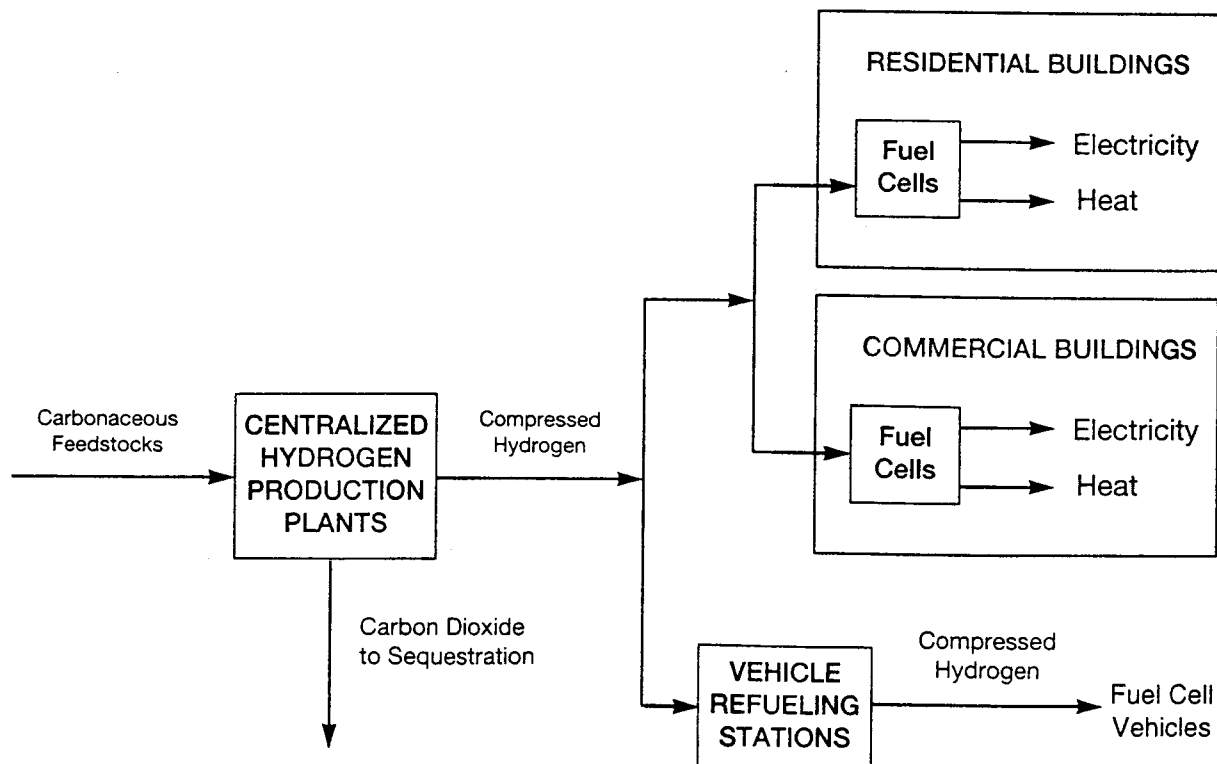 RESIDENTIAL BUILDINGS
Fuel
Cells
Electricity
Heat
COMMERCIAL BUILDINGS
Fuel
Cells
Electricity
Heat
Carbonaceous
Feedstocks
CENTRALIZED
HYDROGEN
PRODUCTION
PLANTS
Compressed
Hydrogen
Carbon Dioxide
to Sequestration
VEHICLE
REFUELING
STATIONS
Compressed
Hydrogen
Fuel Cell
Vehicles